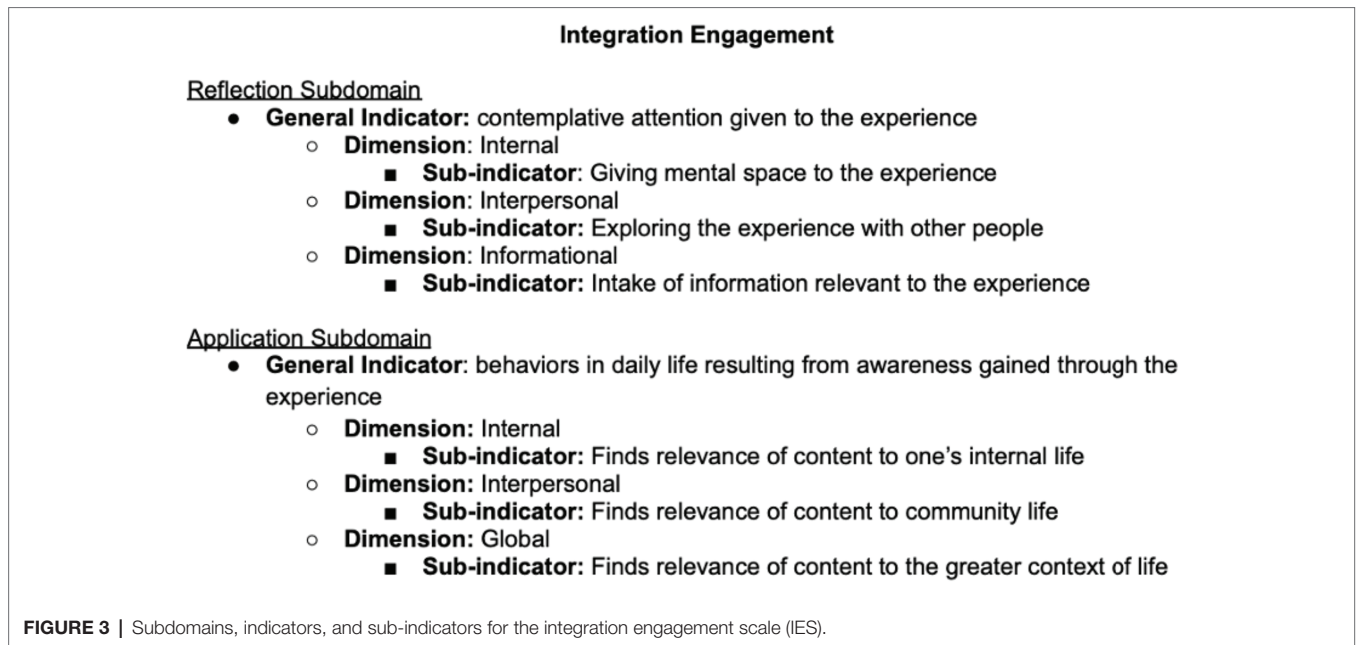 Integration Engagement
Reflection Subdomain
● General Indicator: contemplative attention given to the experience
○ Dimension: Internal
■ Sub-indicator: Giving mental space to the experience
○ Dimension: Interpersonal
■ Sub-indicator: Exploring the experience with other people
○ Dimension: Informational
■ Sub-indicator: Intake of information relevant to the experience
Application Subdomain
● General Indicator: behaviors in daily life resulting from awareness gained through the
experience
○ Dimension: Internal
■ Sub-indicator: Finds relevance of content to one’s internal life
○ Dimension: Interpersonal
■ Sub-indicator: Finds relevance of content to community life
○ Dimension: Global
■ Sub-indicator: Finds relevance of content to the greater context of life
FIGURE 3 | Subdomains, indicators, and sub-indicators for the integration engagement scale (IES).